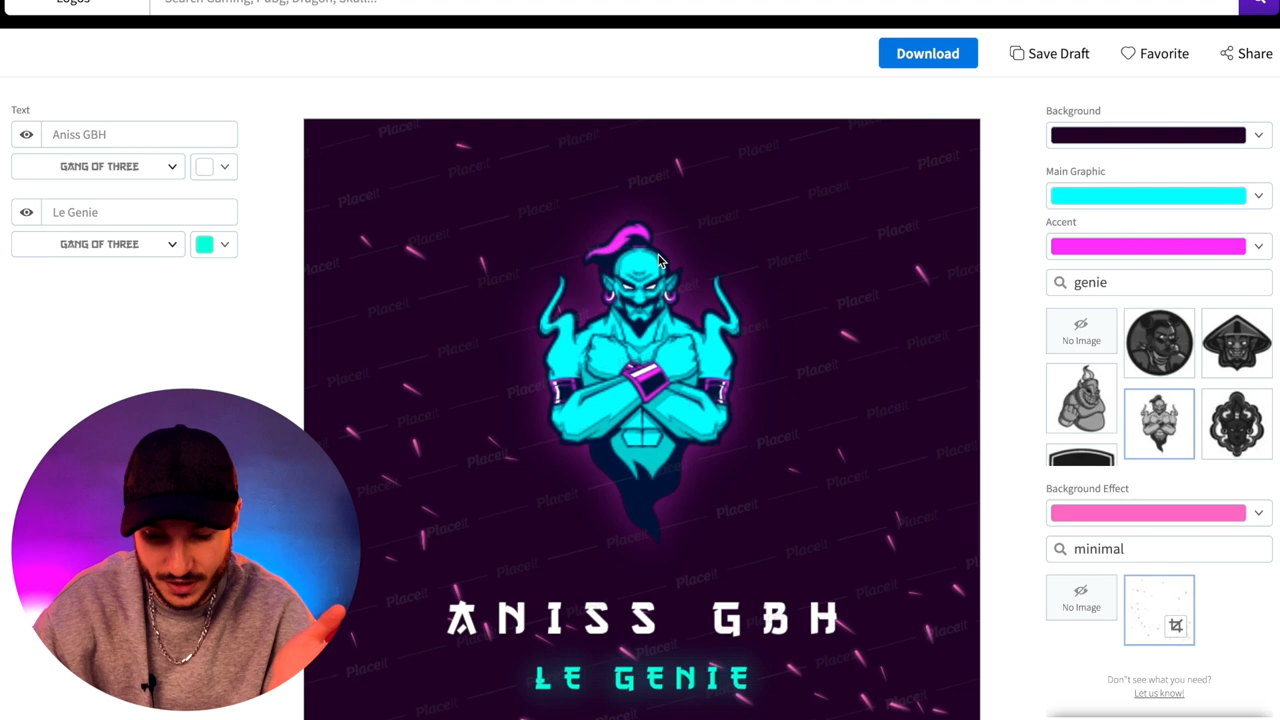 Logos
Search Gaming, Pubg, Dragon, Skull...
Download
Save Draft
Favorite
Share
Text
Aniss GBH
GANG OF THREE
Le Genie
GANG OF THREE
Placeit
ANISS GBH
LE GENIE
Background
Main Graphic
Accent
genie
No Image
Background Effect
minimal
No Image
Don"t see what you need?
Let us know!